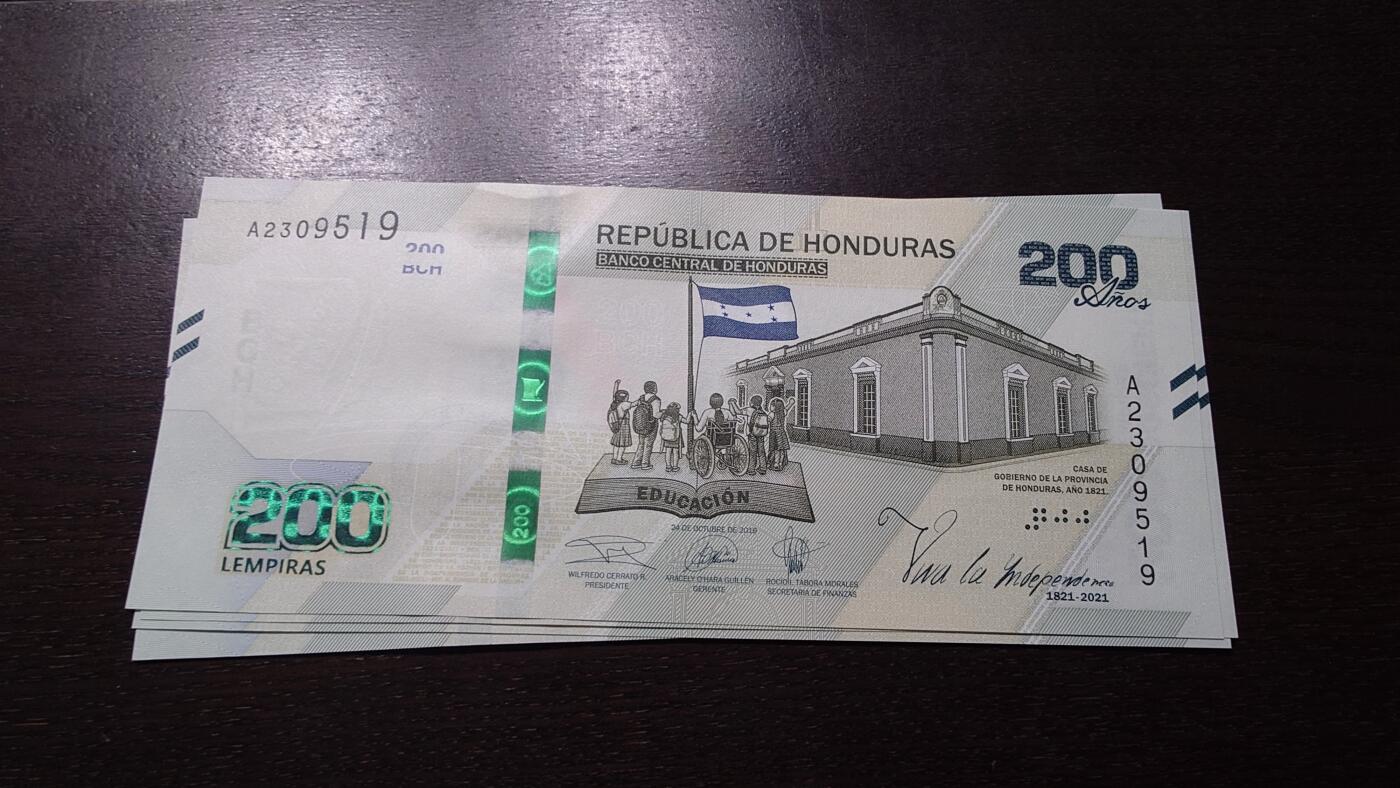 A2309519
200
BCH
REPÚBLICA DE HONDURAS
BANCO CENTRAL DE HONDURAS
200
Años
EDUCACIÓN
CASA DE
GOBIERNO DE LA PROVINCIA
DE HONDURAS, AÑO 1821.
A2309519
200
LEMPIRAS
200
24 DE OCTUBRE DE 2019
WILFREDO CERRATO R.
PRESIDENTE
ARACELY O'HARA GUILLÉN
GERENTE
ROCIO I. TABORA MORALES
SECRETARIA DE FINANZAS
Viva la Independencia
1821-2021